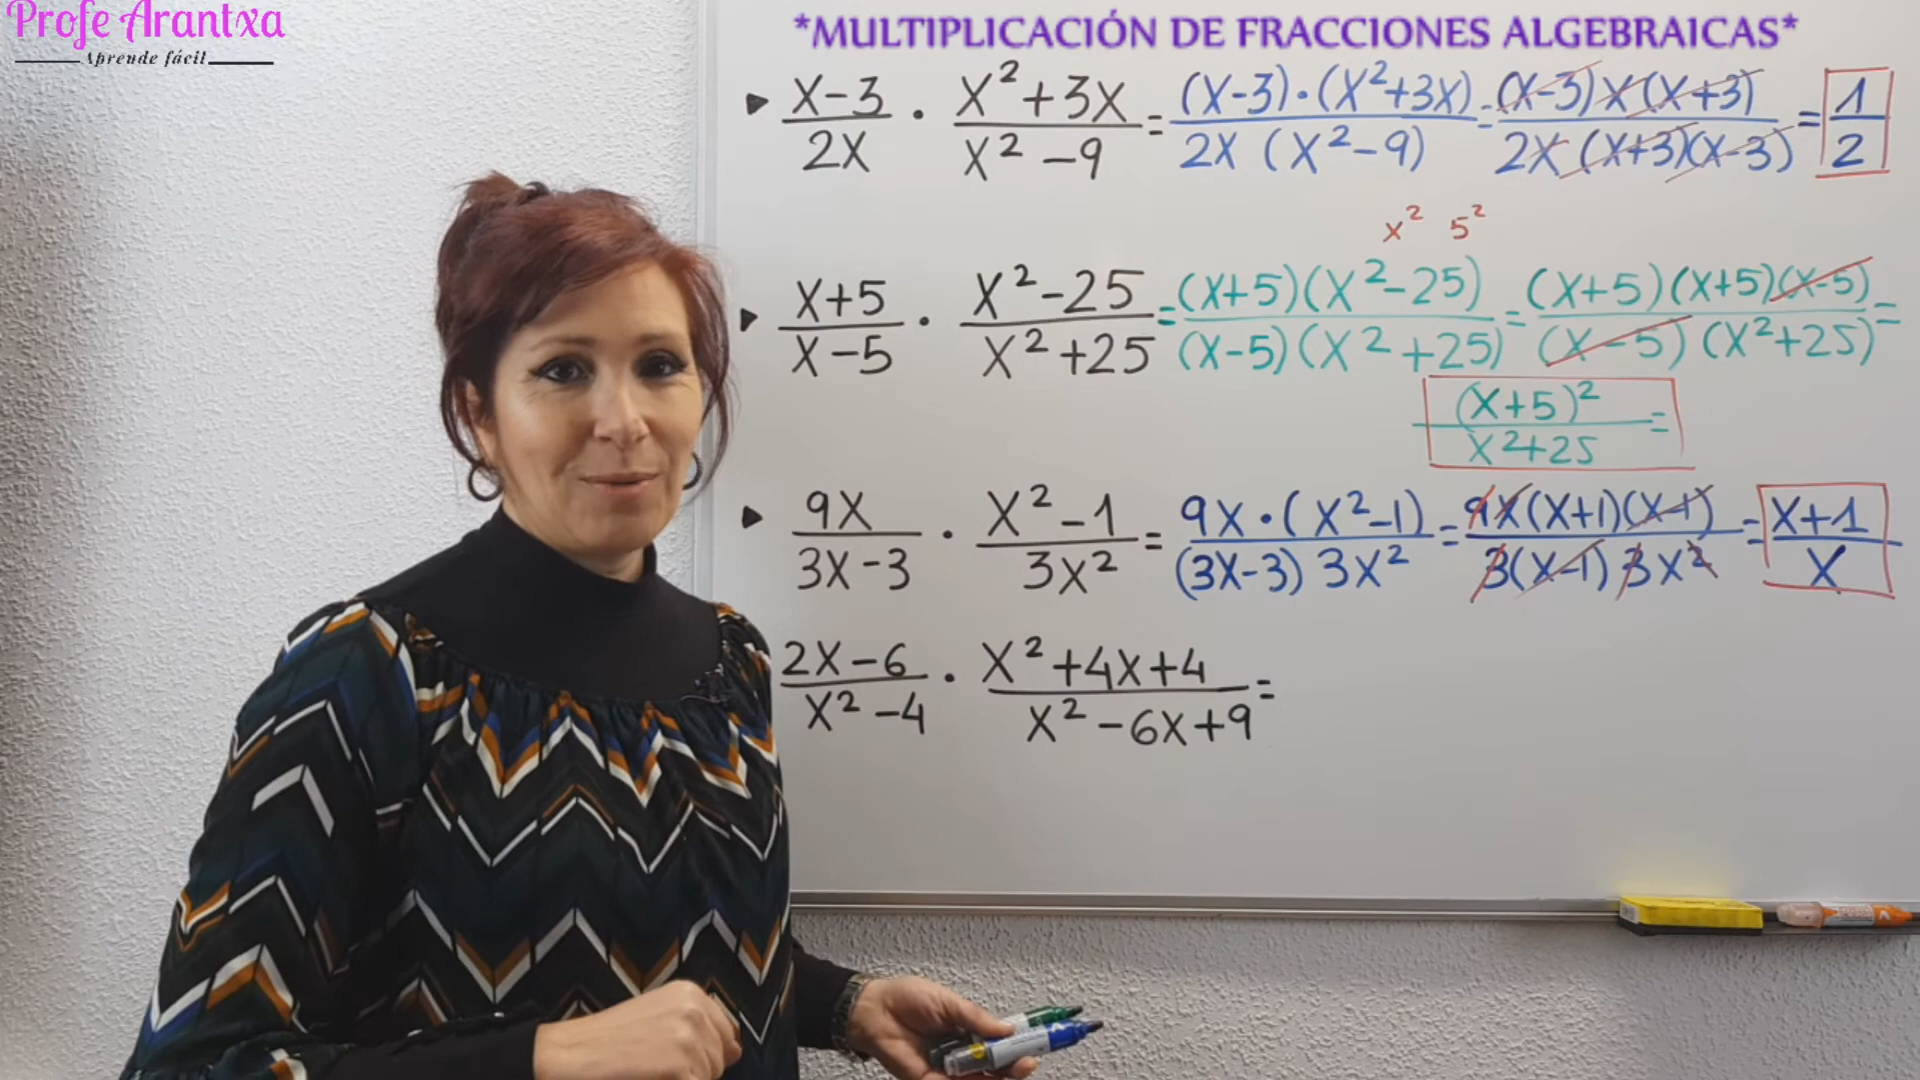 Profe Arantxa
Aprende fácil
*MULTIPLICACIÓN DE FRACCIONES ALGEBRAICAS*
▶ (x-3)/(2x) · (x²+3x)/(x²-9) = ((x-3)·(x²+3x))/(2x(x²-9)) = ((x-3)x(x+3))/(2x(x+3)(x-3)) = 1/2
x² 5²
▶ (x+5)/(x-5) · (x²-25)/(x²+25) = ((x+5)(x²-25))/((x-5)(x²+25)) = ((x+5)(x+5)(x-5))/((x-5)(x²+25)) =
(x+5)²/(x²+25) =
▶ 9x/(3x-3) · (x²-1)/(3x²) = (9x·(x²-1))/((3x-3)3x²) = (9x(x+1)(x-1))/(3(x-1)3x²) = (x+1)/x
(2x-6)/(x²-4) · (x²+4x+4)/(x²-6x+9) =